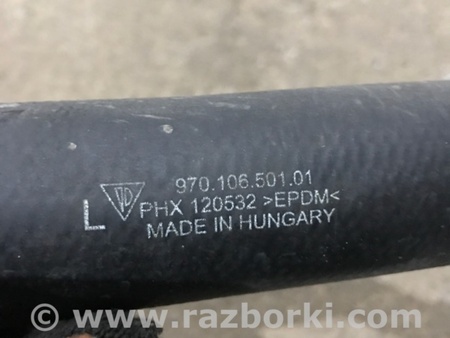 970.106.501.01
L PHX 120532 >EPDM<
MADE IN HUNGARY
© www.razborki.com